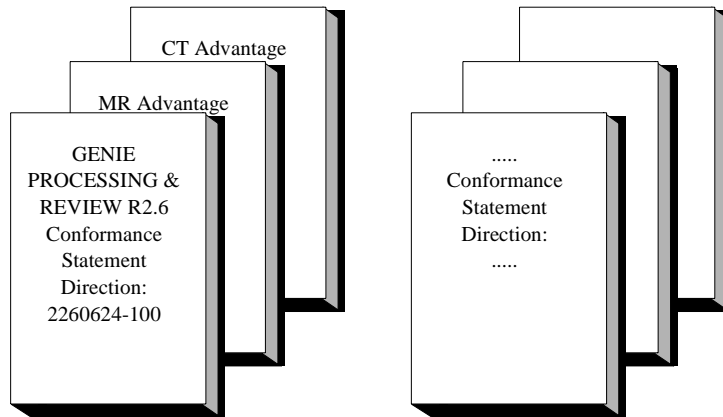 CT Advantage
MR Advantage
GENIE
PROCESSING &
REVIEW R2.6
Conformance
Statement
Direction:
2260624-100
.....
Conformance
Statement
Direction:
.....